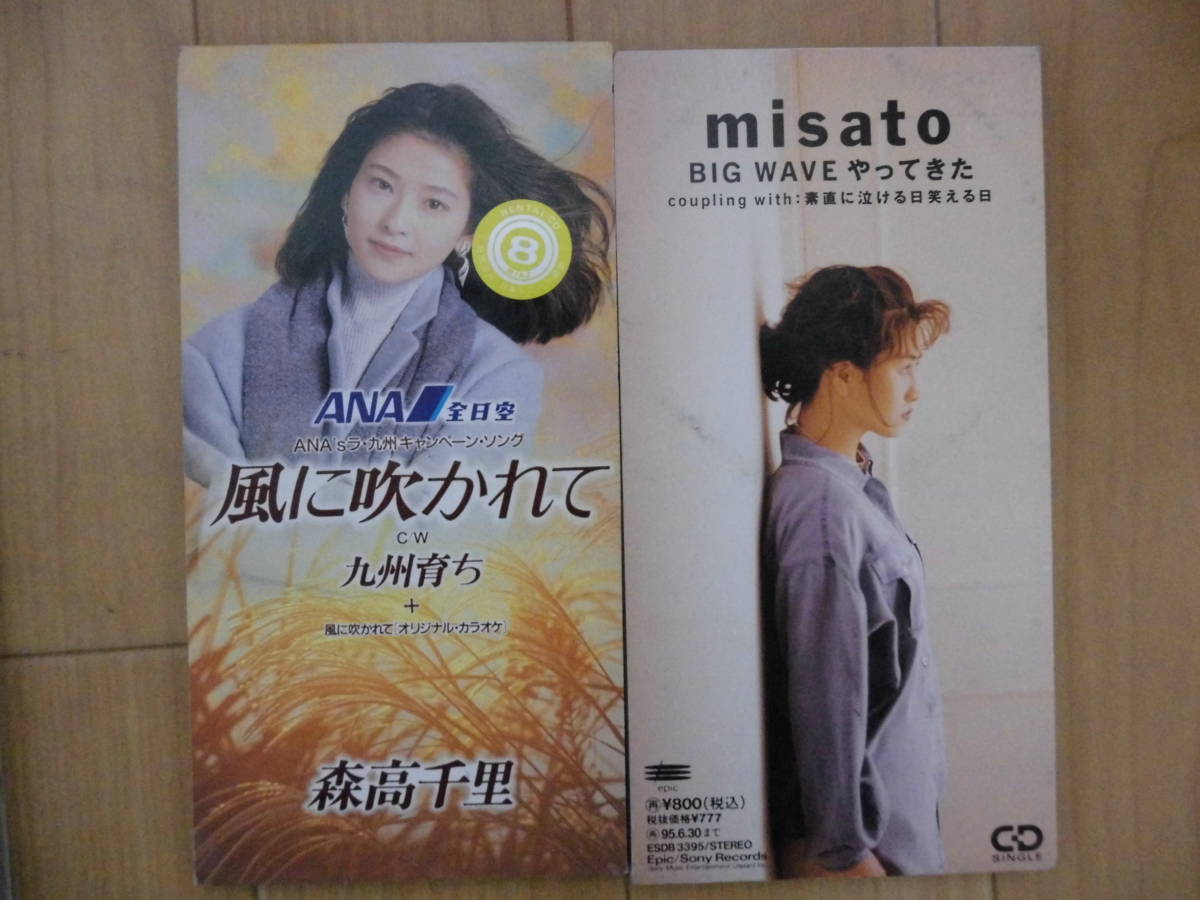 RENTAL CD
8
ANA 全日空
ANA'sラ・九州キャンペーン・ソング
風に吹かれて
C/W
九州育ち
+
風に吹かれて[オリジナル・カラオケ]
森高千里
misato
BIG WAVE やってきた
coupling with:素直に泣ける日笑える日
epic
再¥800(税込)
税抜価格¥777
再95.6.30まで
ESDB 3395/STEREO
Epic/Sony Records
CD
SINGLE